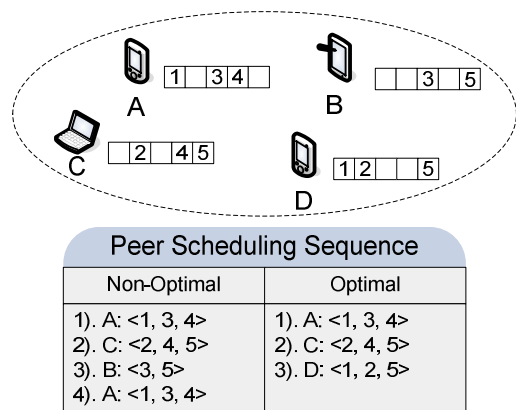 1 3 4
A
3 5
B
2 4 5
C
1 2 5
D
Peer Scheduling Sequence
Non-Optimal
Optimal
1). A: <1, 3, 4>
2). C: <2, 4, 5>
3). B: <3, 5>
4). A: <1, 3, 4>
1). A: <1, 3, 4>
2). C: <2, 4, 5>
3). D: <1, 2, 5>